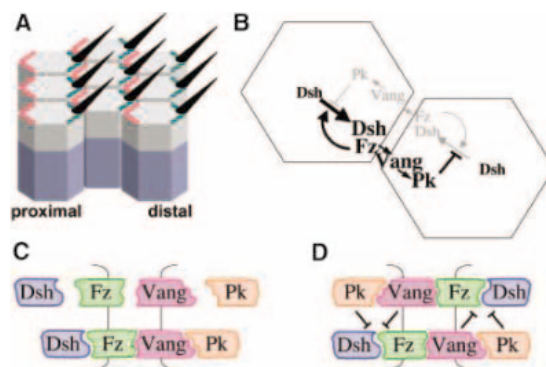 A
proximal
distal
B
Pk
Dsh
Vang
Dsh
Fz
Fz
Dsh
Vang
Pk
Dsh
C
Dsh Fz Vang Pk
Dsh Fz Vang Pk
D
Pk Vang Fz Dsh
Dsh Fz Vang Pk